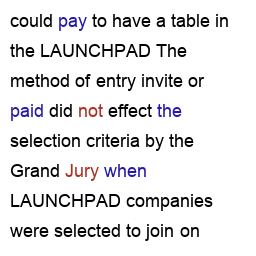 could pay to have a table in
the LAUNCHPAD The
method of entry invite or
paid did not effect the
selection criteria by the
Grand Jury when
LAUNCHPAD companies
were selected to join on